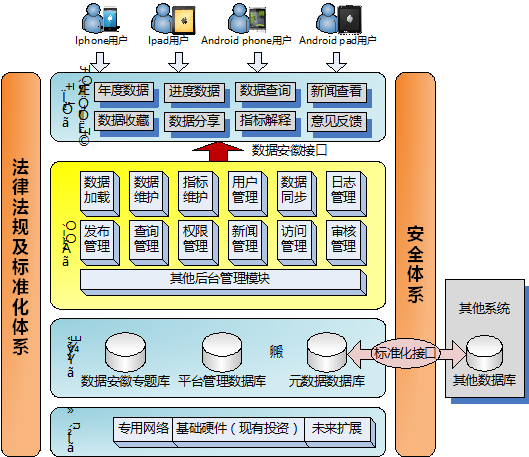 Iphone用户
Ipad用户
Android phone用户
Android pad用户
年度数据
进度数据
数据查询
新闻查看
数据收藏
数据分享
指标解释
意见反馈
数据安徽接口
法律法规及标准化体系
安全体系
数据
加载
数据
维护
指标
维护
用户
管理
数据
同步
日志
管理
发布
管理
查询
管理
权限
管理
新闻
管理
访问
管理
审核
管理
其他后台管理模块
数据安徽专题库
平台管理数据库
元数据数据库
标准化接口
其他系统
其他数据库
专用网络
基础硬件（现有投资）
未来扩展